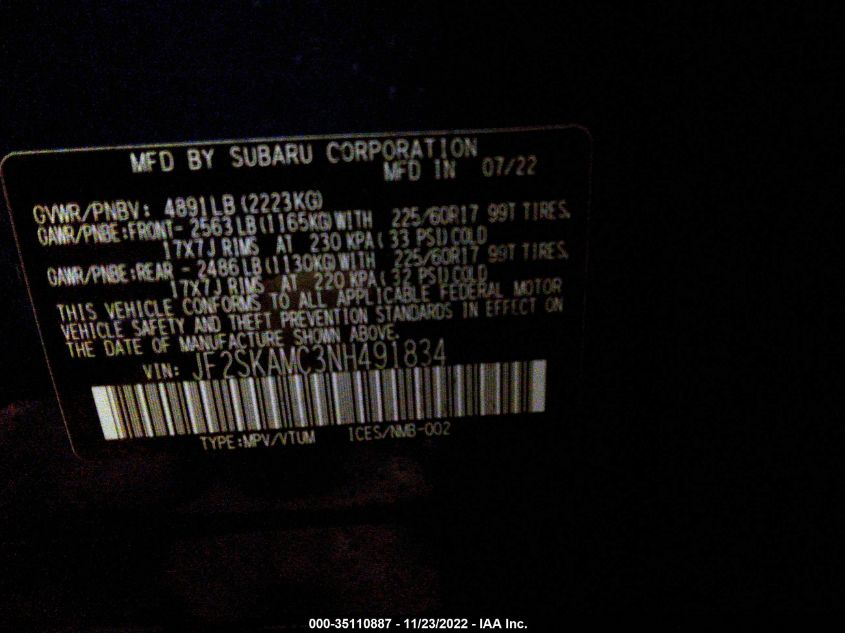 MFD BY SUBARU CORPORATION
MFD IN 07/22
GVWR/PNBV: 4891LB (2223KG)
GAWR/PNBE:FRONT- 2563LB (1165KG) WITH 225/60R17 99T TIRES,
17X7J RIMS AT 230 KPA ( 33 PSI) COLD
GAWR/PNBE:REAR - 2486LB (1130KG) WITH 225/60R17 99T TIRES,
17X7J RIMS AT 220 KPA ( 32 PSI) COLD
THIS VEHICLE CONFORMS TO ALL APPLICABLE FEDERAL MOTOR
VEHICLE SAFETY AND THEFT PREVENTION STANDARDS IN EFFECT ON
THE DATE OF MANUFACTURE SHOWN ABOVE.
VIN: JF2SKAMC3NH491834
TYPE:MPV/VTUM ICES/NMB-002
000-35110887 - 11/23/2022 - IAA Inc.